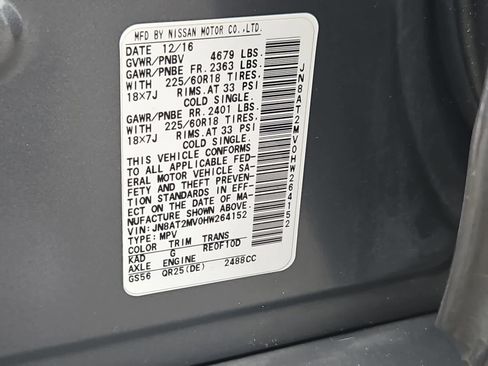 MFD BY NISSAN MOTOR CO.,LTD.
DATE 12/16
GVWR/PNBV 4679 LBS.
GAWR/PNBE FR. 2363 LBS.
WITH 225/60R18 TIRES,
18X7J RIMS.AT 33 PSI
COLD SINGLE.
GAWR/PNBE RR. 2401 LBS.
WITH 225/60R18 TIRES,
18X7J RIMS.AT 33 PSI
COLD SINGLE.
THIS VEHICLE CONFORMS
TO ALL APPLICABLE FED-
ERAL MOTOR VEHICLE SA-
FETY AND THEFT PREVEN-
TION STANDARDS IN EFF-
ECT ON THE DATE OF MA-
NUFACTURE SHOWN ABOVE.
VIN:JN8AT2MV0HW264152
TYPE:MPV
COLOR TRIM TRANS
KAD G RE0F10D
AXLE ENGINE
GS56 QR25(DE) 2488CC
JN8AT2MV0HW264152